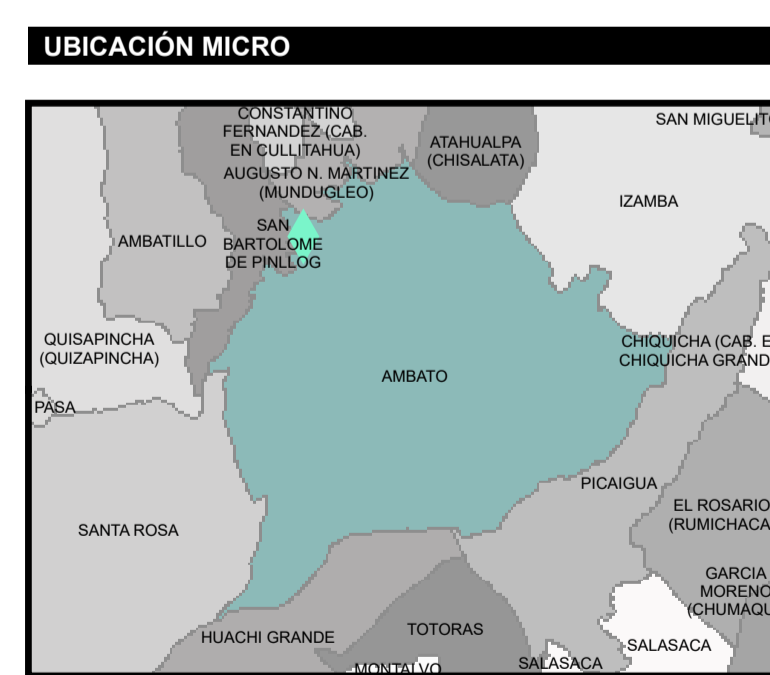 UBICACIÓN MICRO
CONSTANTINO
FERNANDEZ (CAB.
EN CULLITAHUA)
ATAHUALPA
(CHISALATA)
SAN MIGUELIT
AUGUSTO N. MARTINEZ
(MUNDUGLEO)
IZAMBA
SAN
BARTOLOME
DE PINLLOG
AMBATILLO
QUISAPINCHA
(QUIZAPINCHA)
CHIQUICHA (CAB. E
CHIQUICHA GRAND
AMBATO
PASA
PICAIGUA
EL ROSARIO
(RUMICHACA
SANTA ROSA
GARCIA
MORENO
(CHUMAQU
HUACHI GRANDE
TOTORAS
SALASACA
MONTALVO
SALASACA